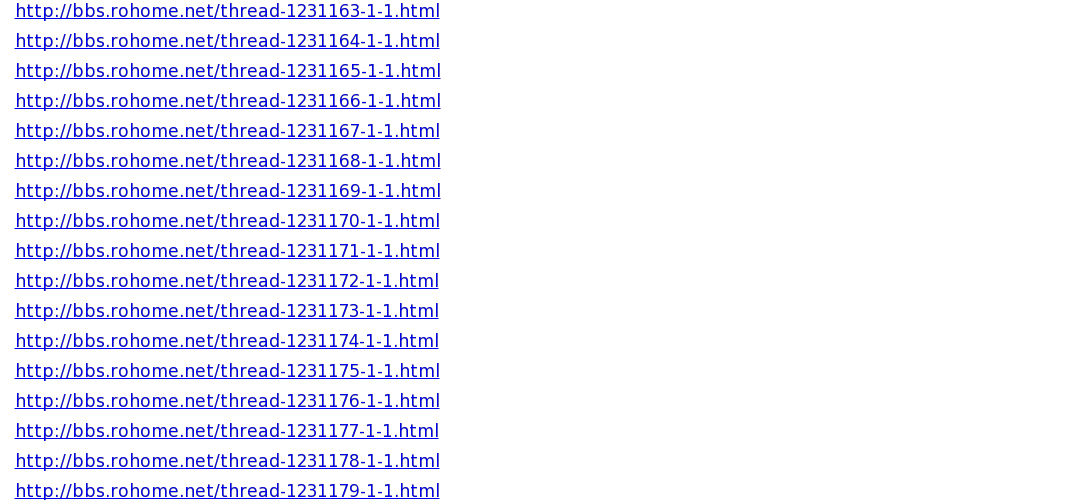 http://bbs.rohome.net/thread-1231163-1-1.html
http://bbs.rohome.net/thread-1231164-1-1.html
http://bbs.rohome.net/thread-1231165-1-1.html
http://bbs.rohome.net/thread-1231166-1-1.html
http://bbs.rohome.net/thread-1231167-1-1.html
http://bbs.rohome.net/thread-1231168-1-1.html
http://bbs.rohome.net/thread-1231169-1-1.html
http://bbs.rohome.net/thread-1231170-1-1.html
http://bbs.rohome.net/thread-1231171-1-1.html
http://bbs.rohome.net/thread-1231172-1-1.html
http://bbs.rohome.net/thread-1231173-1-1.html
http://bbs.rohome.net/thread-1231174-1-1.html
http://bbs.rohome.net/thread-1231175-1-1.html
http://bbs.rohome.net/thread-1231176-1-1.html
http://bbs.rohome.net/thread-1231177-1-1.html
http://bbs.rohome.net/thread-1231178-1-1.html
http://bbs.rohome.net/thread-1231179-1-1.html